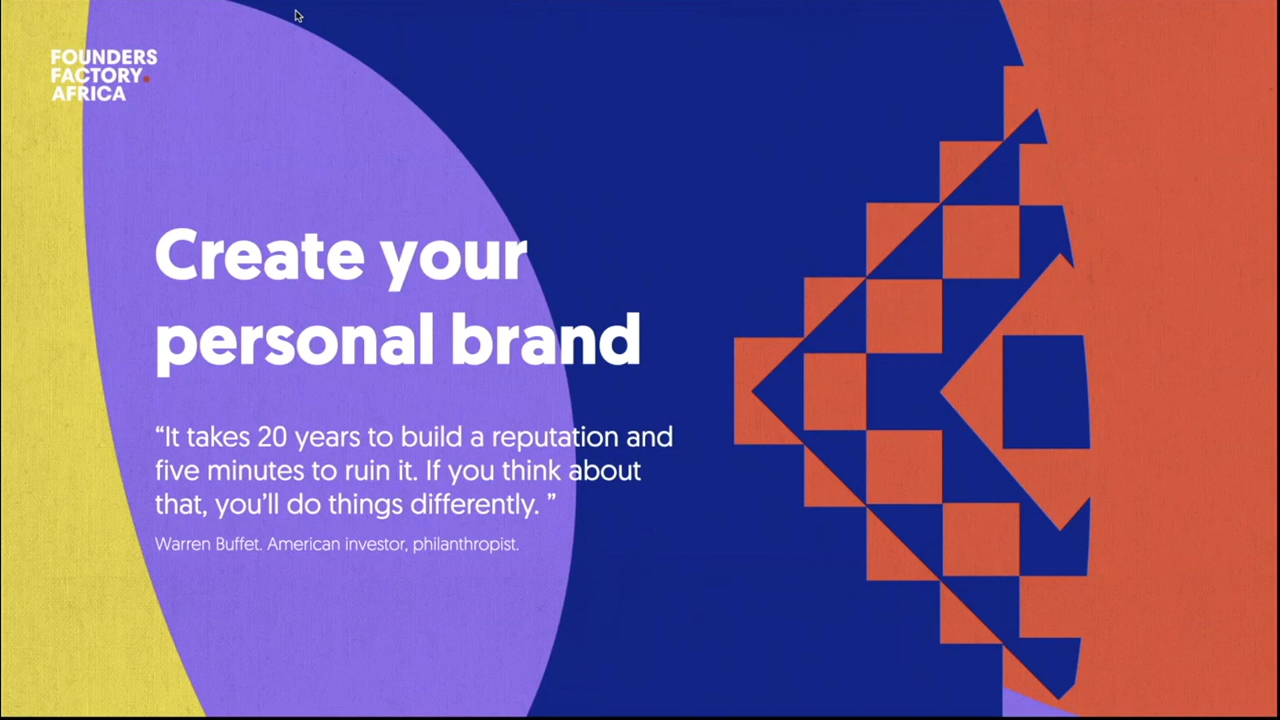 FOUNDERS
FACTORY.
AFRICA
Create your
personal brand
“It takes 20 years to build a reputation and
five minutes to ruin it. If you think about
that, you’ll do things differently. ”
Warren Buffet. American investor, philanthropist.